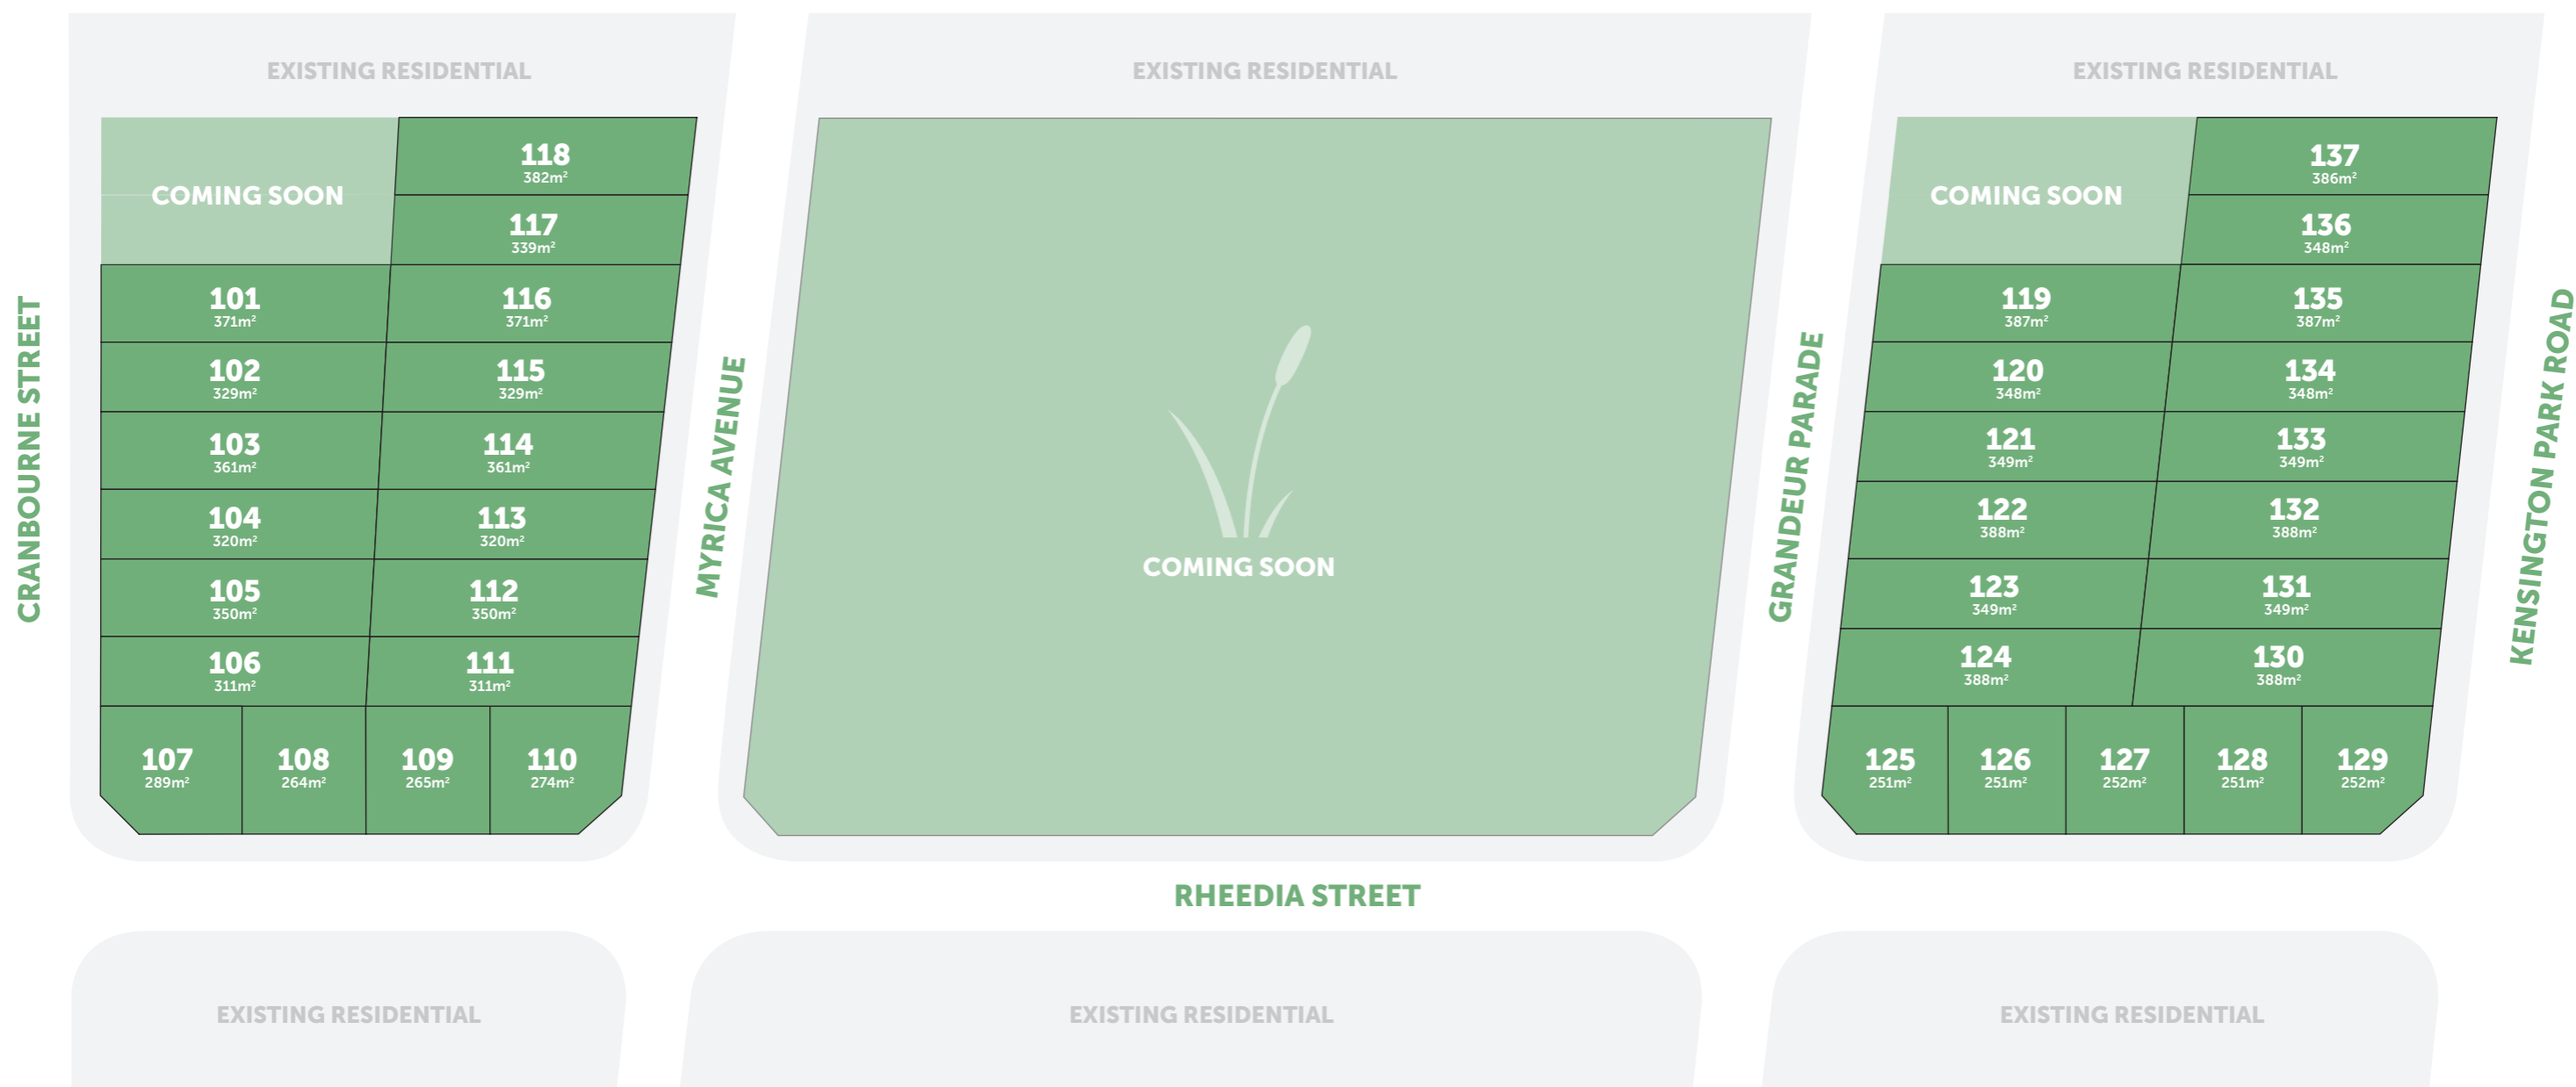 EXISTING RESIDENTIAL
EXISTING RESIDENTIAL
EXISTING RESIDENTIAL
COMING SOON
118
382m²
117
339m²
101
371m²
116
371m²
102
329m²
115
329m²
103
361m²
114
361m²
104
320m²
113
320m²
105
350m²
112
350m²
106
311m²
111
311m²
107
289m²
108
264m²
109
265m²
110
274m²
CRANBOURNE STREET
MYRICA AVENUE
COMING SOON
GRANDEUR PARADE
COMING SOON
137
386m²
136
348m²
119
387m²
135
387m²
120
348m²
134
348m²
121
349m²
133
349m²
122
388m²
132
388m²
123
349m²
131
349m²
124
388m²
130
388m²
125
251m²
126
251m²
127
252m²
128
251m²
129
252m²
KENSINGTON PARK ROAD
RHEEDIA STREET
EXISTING RESIDENTIAL
EXISTING RESIDENTIAL
EXISTING RESIDENTIAL